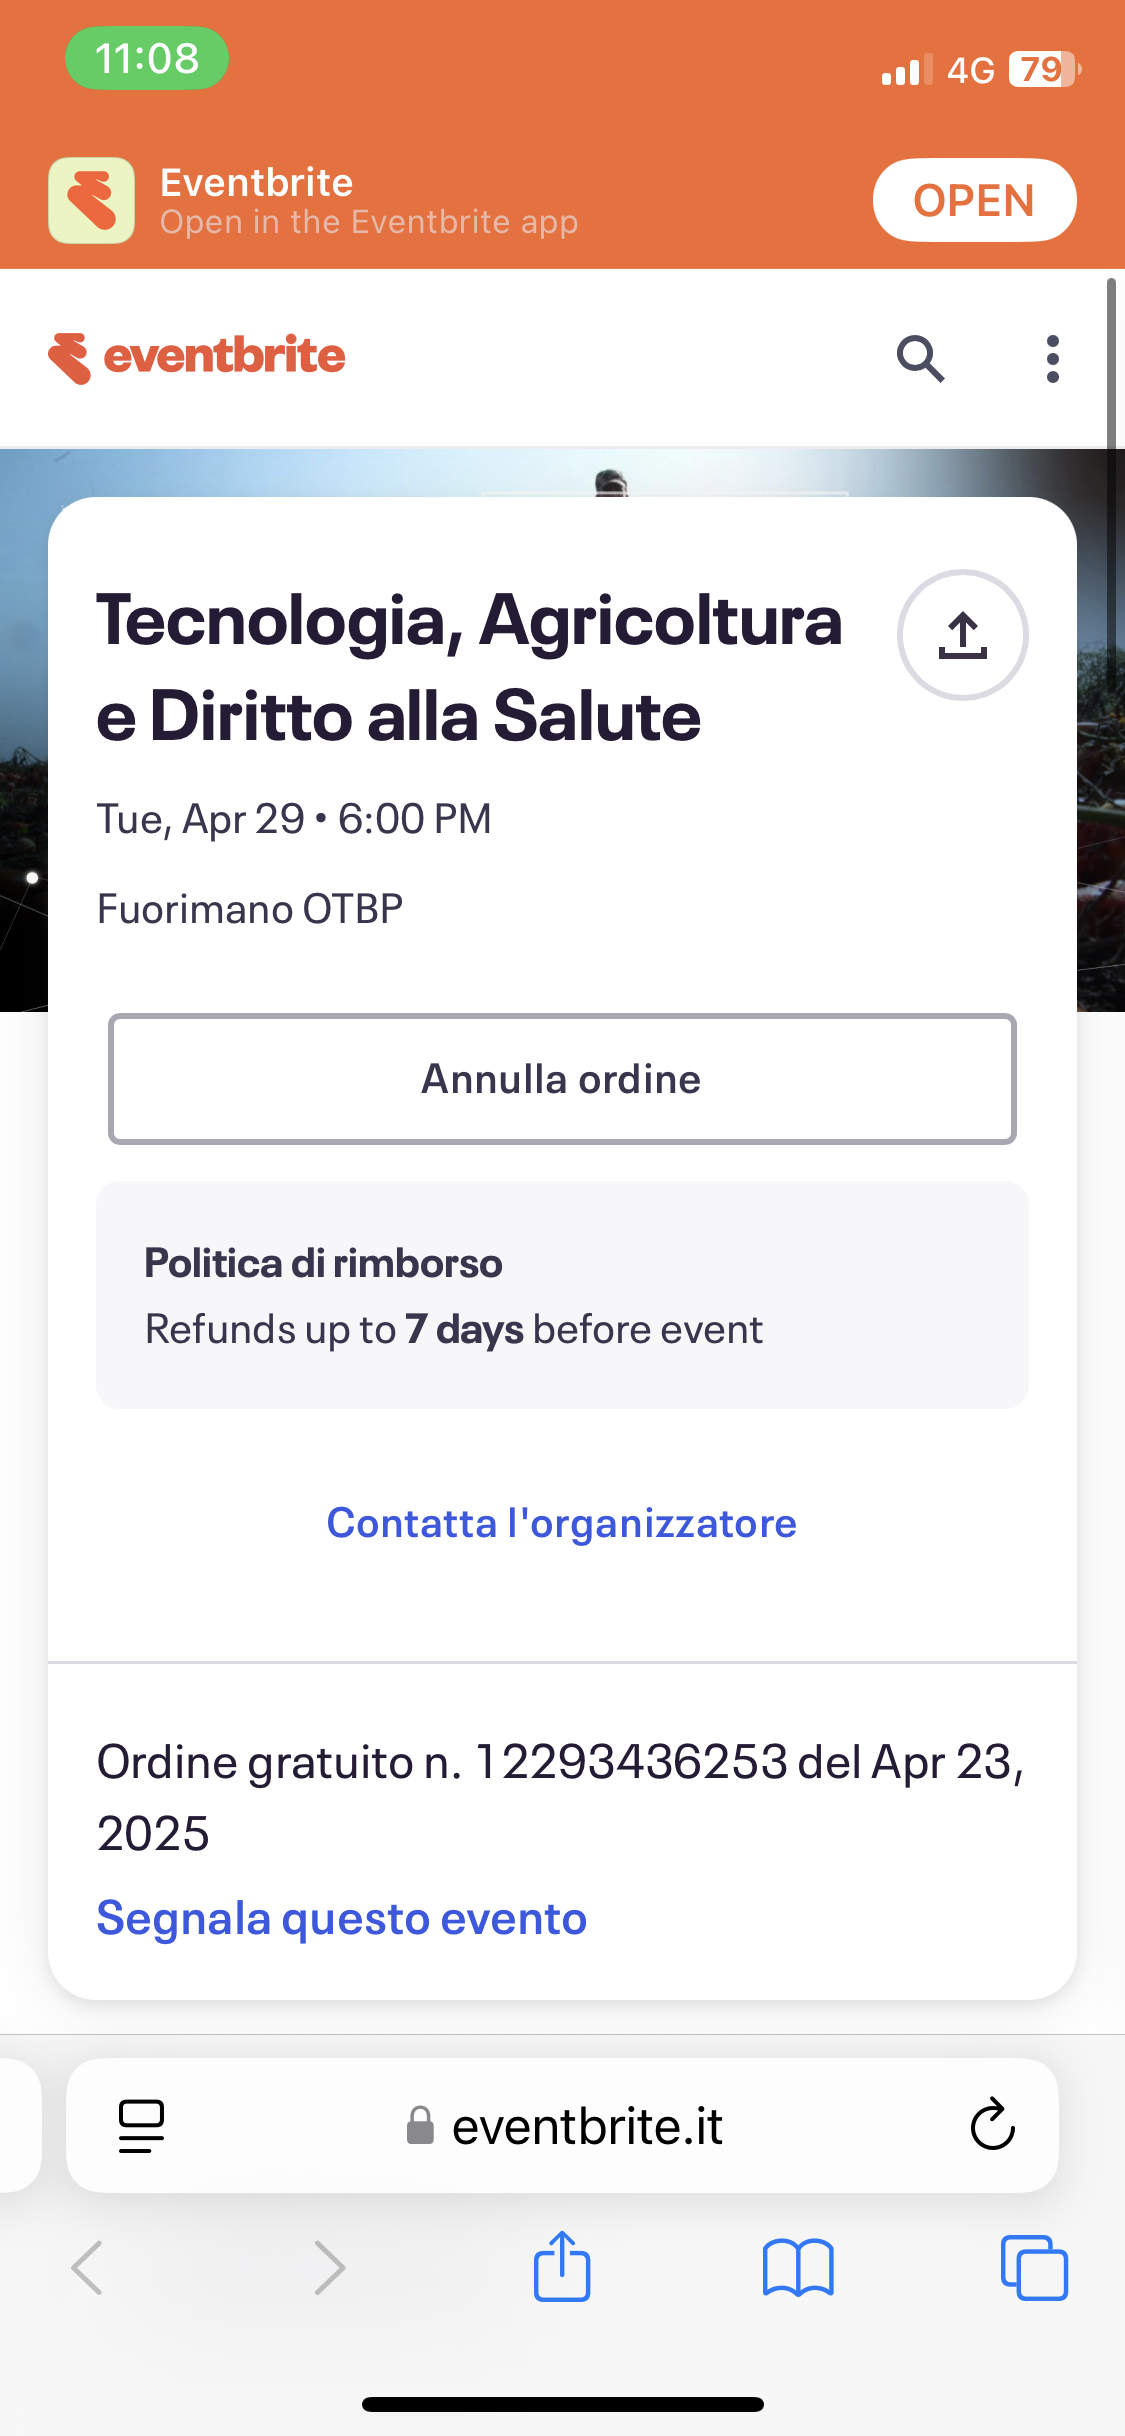 11:08
4G 79
Eventbrite
Open in the Eventbrite app
OPEN
eventbrite
Tecnologia, Agricoltura
e Diritto alla Salute
Tue, Apr 29 • 6:00 PM
Fuorimano OTBP
Annulla ordine
Politica di rimborso
Refunds up to 7 days before event
Contatta l'organizzatore
Ordine gratuito n. 12293436253 del Apr 23,
2025
Segnala questo evento
eventbrite.it